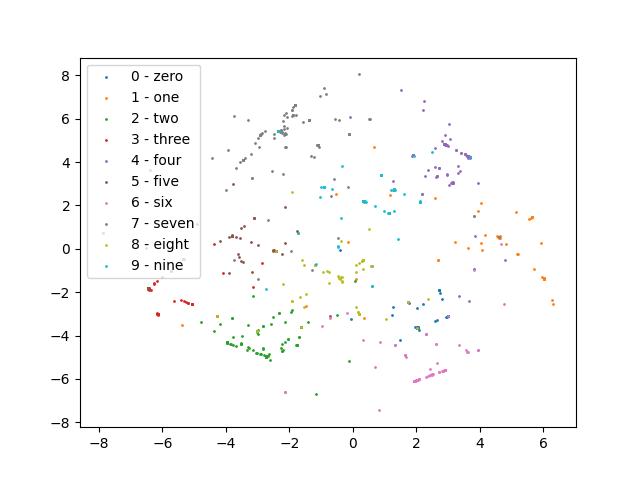 8
6
4
2
0
−2
−4
−6
−8
0 - zero
1 - one
2 - two
3 - three
4 - four
5 - five
6 - six
7 - seven
8 - eight
9 - nine
−8 −6 −4 −2 0 2 4 6